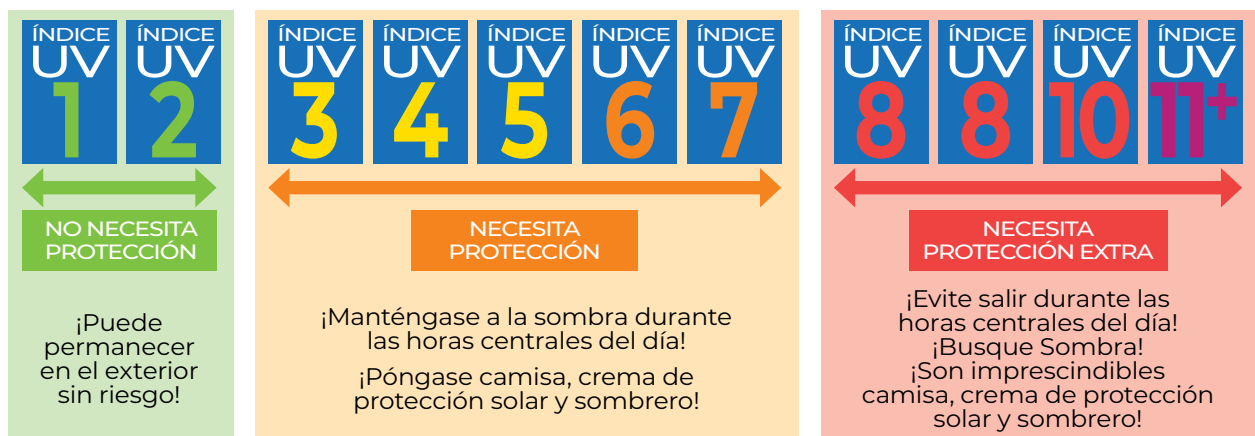 ÍNDICE
UV
1
ÍNDICE
UV
2
NO NECESITA
PROTECCIÓN
¡Puede
permanecer
en el exterior
sin riesgo!
ÍNDICE
UV
3
ÍNDICE
UV
4
ÍNDICE
UV
5
ÍNDICE
UV
6
ÍNDICE
UV
7
NECESITA
PROTECCIÓN
¡Manténgase a la sombra durante
las horas centrales del día!
¡Póngase camisa, crema de
protección solar y sombrero!
ÍNDICE
UV
8
ÍNDICE
UV
8
ÍNDICE
UV
10
ÍNDICE
UV
11+
NECESITA
PROTECCIÓN EXTRA
¡Evite salir durante las
horas centrales del día!
¡Busque Sombra!
¡Son imprescindibles
camisa, crema de protección
solar y sombrero!